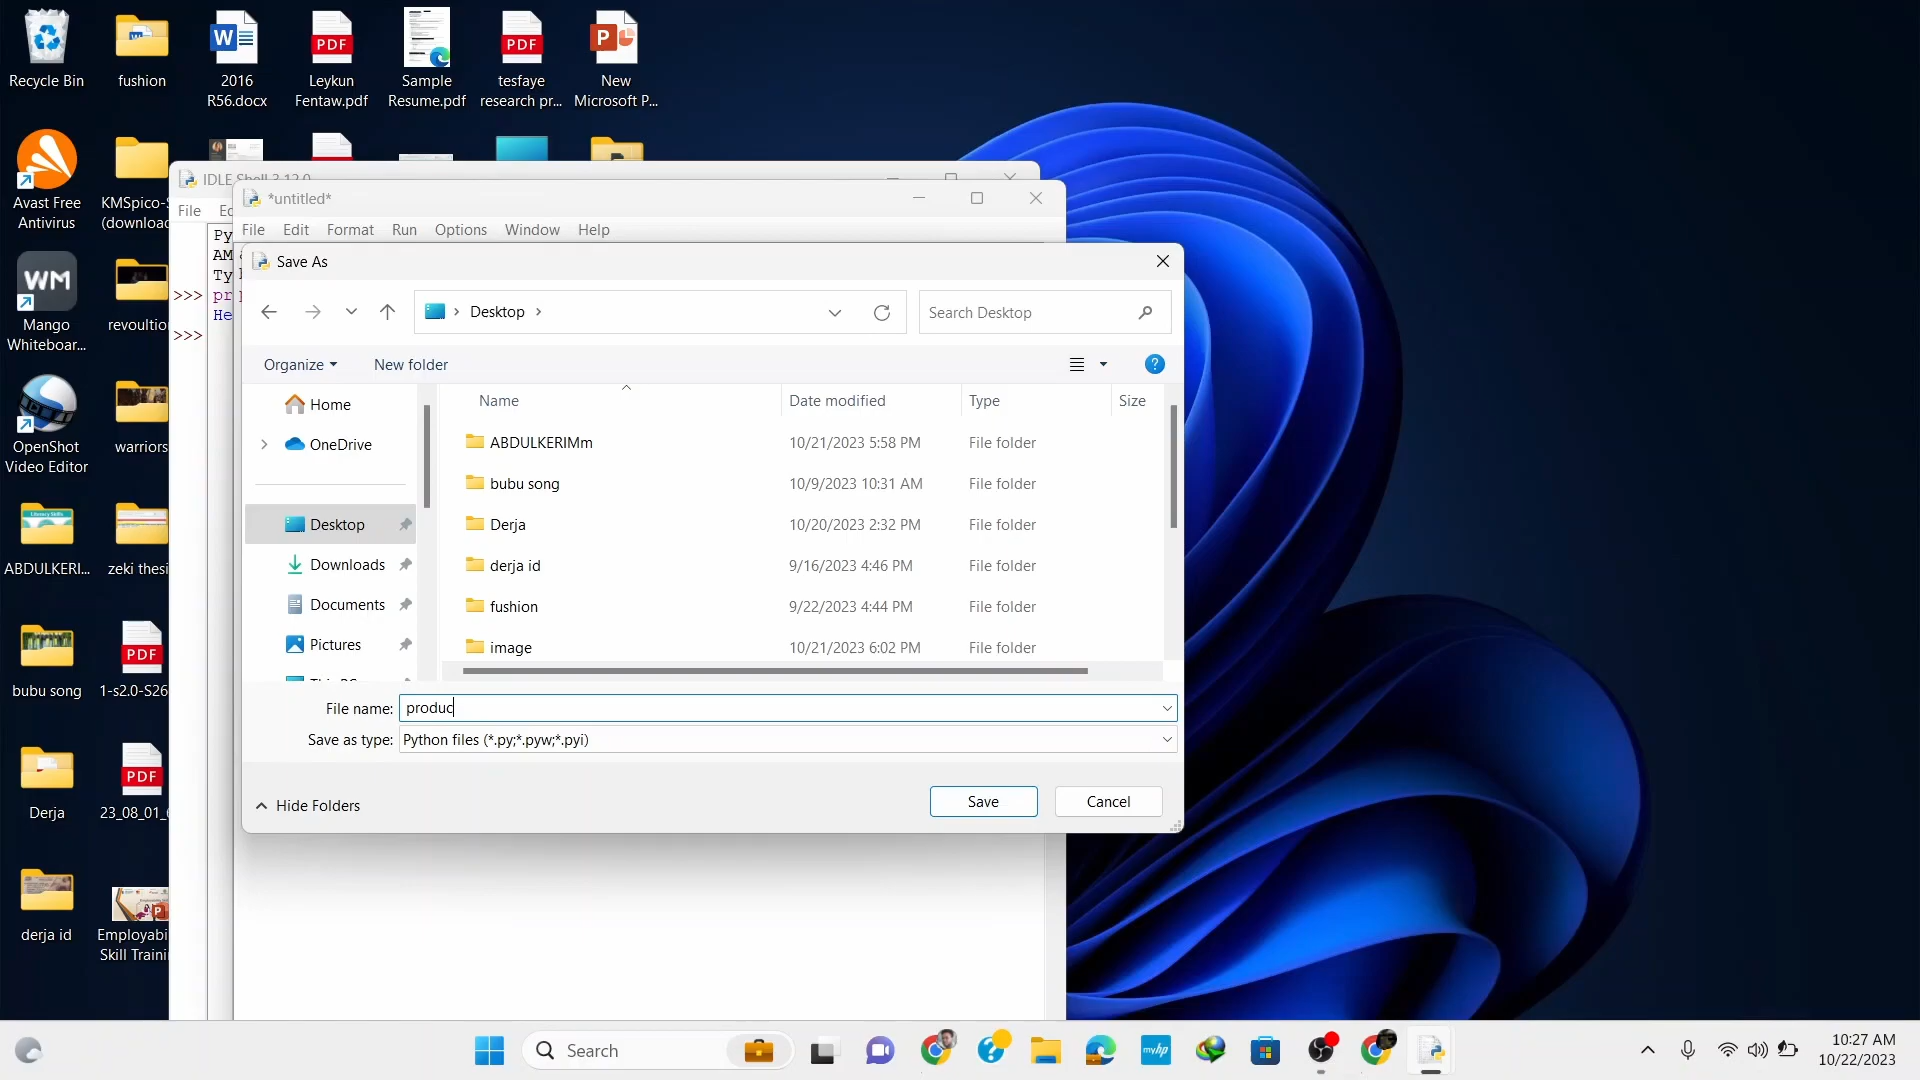 Recycle Bin
fushion
2016
R56.docx
Leykun
Fentaw.pdf
Sample
Resume.pdf
tesfaye
research pr...
New
Microsoft P...
Avast Free
Antivirus
KMSpico-S
(download
Mango
Whiteboar...
revoultion
OpenShot
Video Editor
warriors
ABDULKERI...
zeki thesi
bubu song
1-s2.0-S26
Derja
23_08_01_
derja id
Employabi
Skill Traini
IDLE Shell 3.12.0
File
*untitled*
File Edit Format Run Options Window Help
Py
AM
Ty
>>> pr
He
>>>
Save As
Desktop
Search Desktop
Organize
New folder
Home
OneDrive
Desktop
Downloads
Documents
Pictures
Name Date modified Type Size
ABDULKERIMm 10/21/2023 5:58 PM File folder
bubu song 10/9/2023 10:31 AM File folder
Derja 10/20/2023 2:32 PM File folder
derja id 9/16/2023 4:46 PM File folder
fushion 9/22/2023 4:44 PM File folder
image 10/21/2023 6:02 PM File folder
File name: produc
Save as type: Python files (*.py;*.pyw;*.pyi)
Hide Folders
Save
Cancel
Search
myhp
10:27 AM
10/22/2023